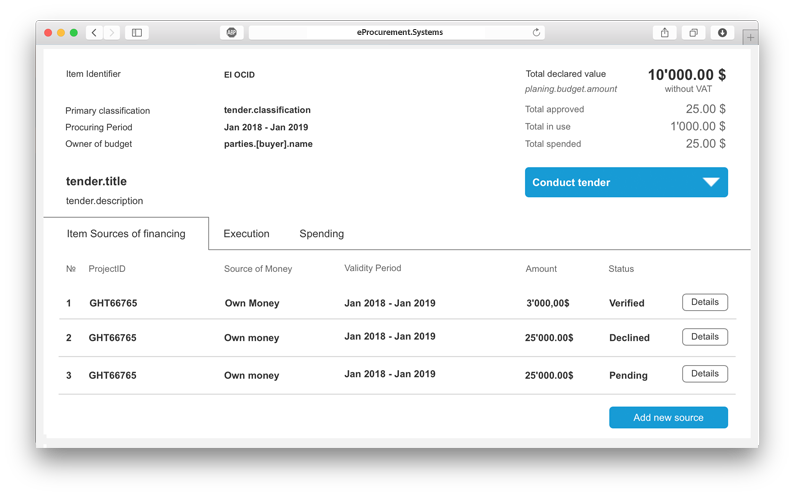 ABP
eProcurement.Systems
Item Identifier EI OCID Total declared value 10'000.00 $
planing.budget.amount without VAT
Primary classification tender.classification Total approved 25.00 $
Procuring Period Jan 2018 - Jan 2019 Total in use 1'000.00 $
Owner of budget parties.[buyer].name Total spended 25.00 $
tender.title Conduct tender
tender.description
Item Sources of financing Execution Spending
№ ProjectID Source of Money Validity Period Amount Status
1 GHT66765 Own Money Jan 2018 - Jan 2019 3'000,00$ Verified Details
2 GHT66765 Own money Jan 2018 - Jan 2019 25'000.00$ Declined Details
3 GHT66765 Own money Jan 2018 - Jan 2019 25'000.00$ Pending Details
Add new source